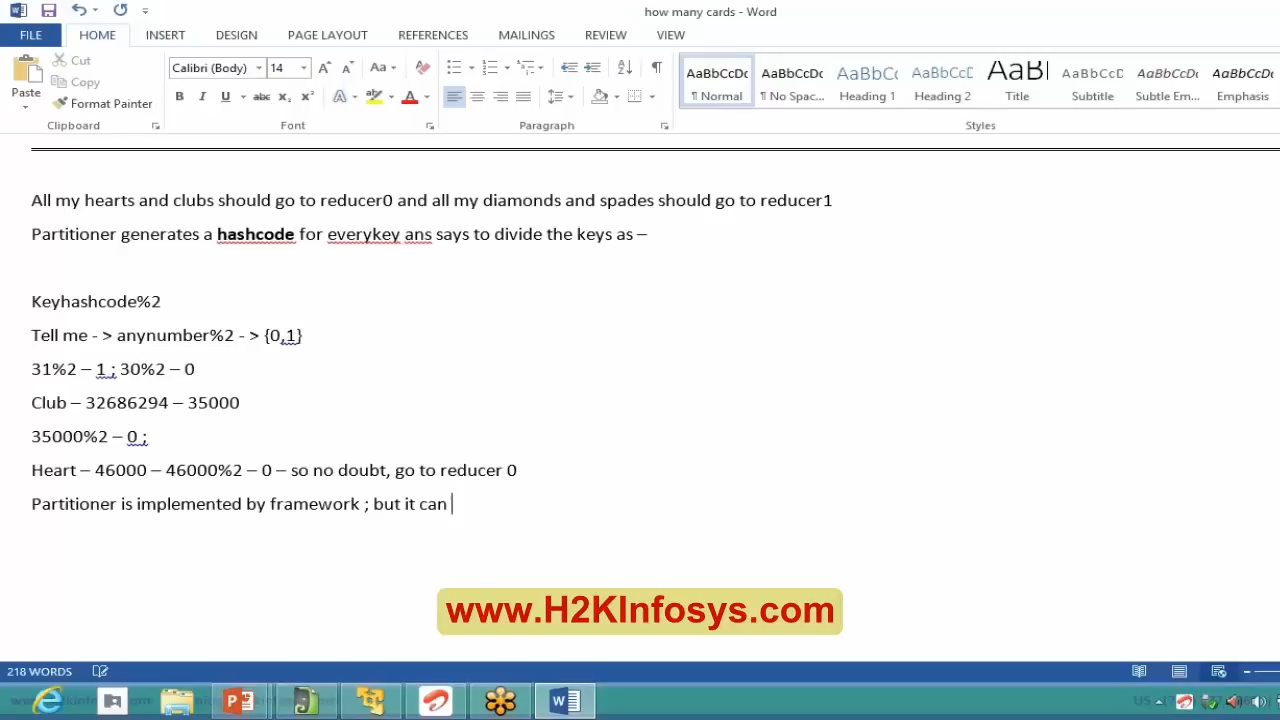 how many cards - Word
FILE HOME INSERT DESIGN PAGE LAYOUT REFERENCES MAILINGS REVIEW VIEW
Cut
Copy
Format Painter
Paste
Calibri (Body) 14
AaBbCcDc AaBbCcDc AaBbCc AaBbCcD AaBl AaBbCcD AaBbCcDc AaBbCcDc
¶ Normal ¶ No Spac... Heading 1 Heading 2 Title Subtitle Subtle Em... Emphasis
Clipboard Font Paragraph Styles
All my hearts and clubs should go to reducer0 and all my diamonds and spades should go to reducer1
Partitioner generates a hashcode for everykey ans says to divide the keys as –
Keyhashcode%2
Tell me - > anynumber%2 - > {0,1}
31%2 – 1 ; 30%2 – 0
Club – 32686294 – 35000
35000%2 – 0 ;
Heart – 46000 – 46000%2 – 0 – so no doubt, go to reducer 0
Partitioner is implemented by framework ; but it can
www.H2KInfosys.com
218 WORDS